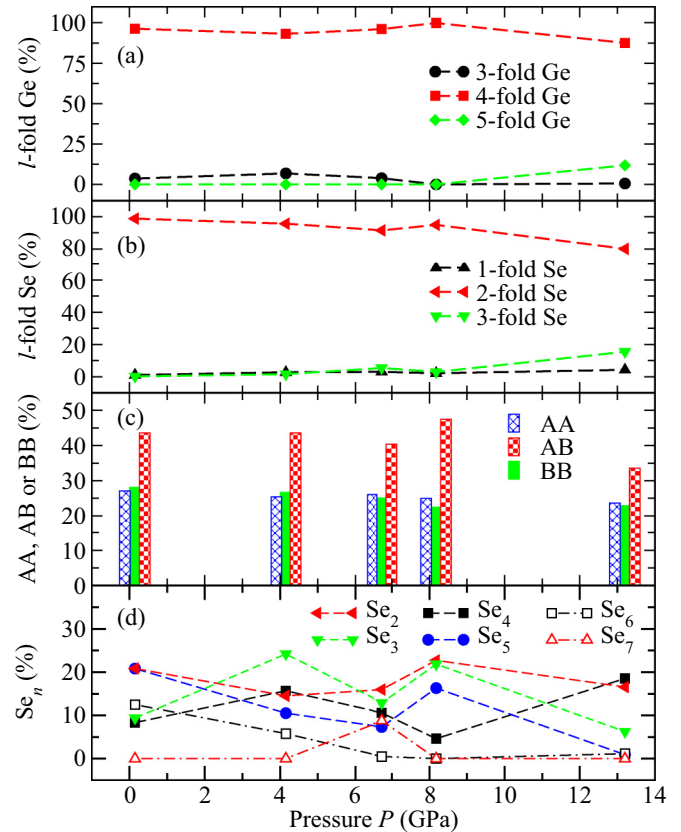 100
75
50
25
0
l-fold Ge (%)
(a)
3-fold Ge
4-fold Ge
5-fold Ge
100
80
60
40
20
0
l-fold Se (%)
(b)
1-fold Se
2-fold Se
3-fold Se
50
40
30
20
10
0
AA, AB or BB (%)
(c)
AA
AB
BB
30
20
10
0
Se_n (%)
(d)
Se₂ Se₄ Se₆
Se₃ Se₅ Se₇
0 2 4 6 8 10 12 14
Pressure P (GPa)